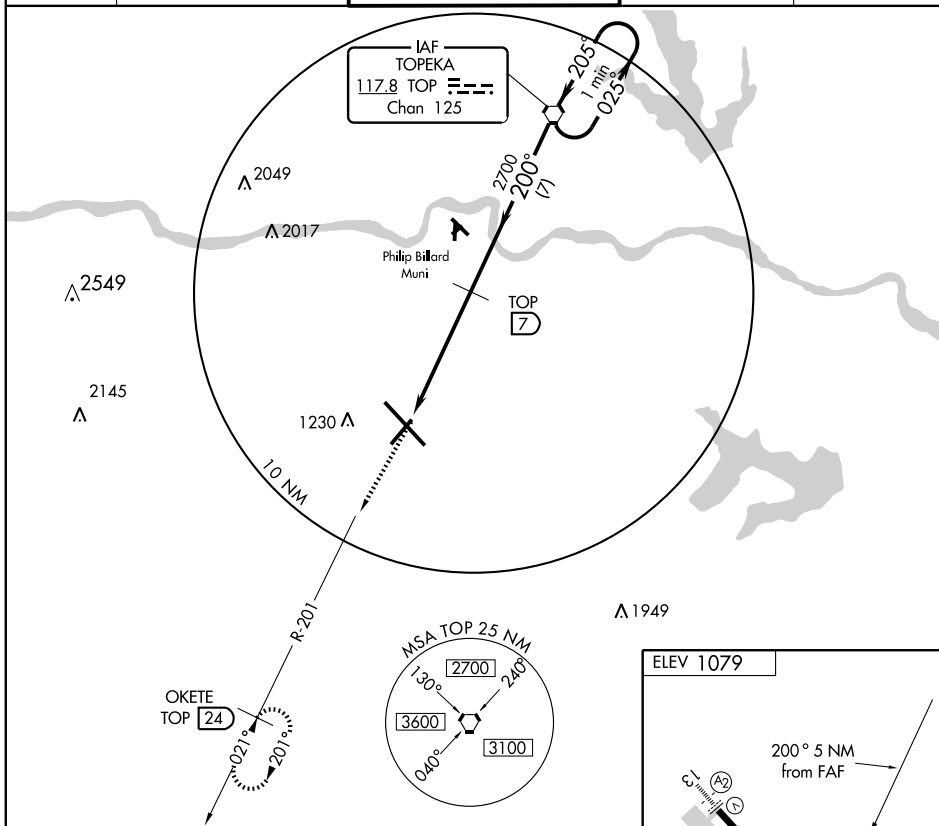 IAF
TOPEKA
117.8 TOP
Chan 125
205°
1 min
025°
2700
200°
(7)
2049
2017
Philip Billard
Muni
2549
TOP
7
2145
1230
10 NM
1949
R-201
MSA TOP 25 NM
2700
130°
240°
3600
3100
040°
OKETE
TOP 24
021°
201°
ELEV 1079
200° 5 NM
from FAF
13
A2
V